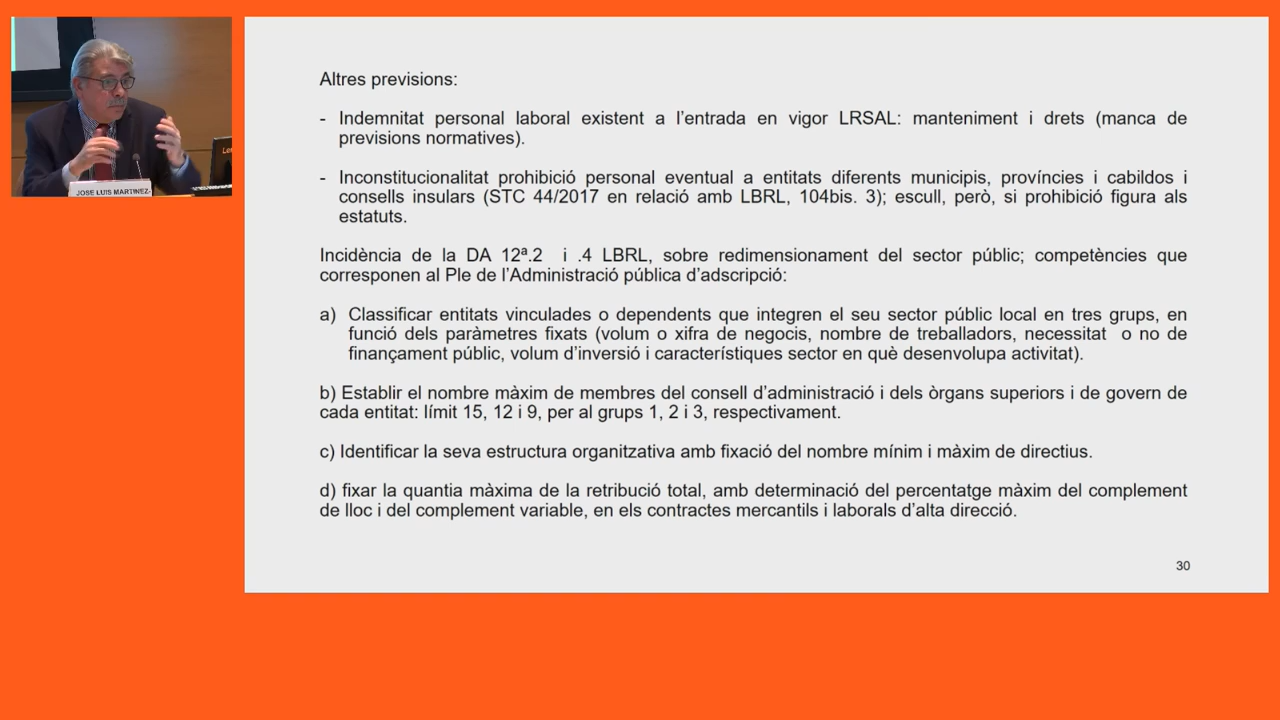 Altres previsions:
- Indemnitat personal laboral existent a l'entrada en vigor LRSAL: manteniment i drets (manca de
previsions normatives).
- Inconstitucionalitat prohibició personal eventual a entitats diferents municipis, províncies i cabildos i
consells insulars (STC 44/2017 en relació amb LBRL, 104bis. 3); escull, però, si prohibició figura als
estatuts.
Incidència de la DA 12ª.2 i .4 LBRL, sobre redimensionament del sector públic; competències que
corresponen al Ple de l'Administració pública d'adscripció:
a) Classificar entitats vinculades o dependents que integren el seu sector públic local en tres grups, en
funció dels paràmetres fixats (volum o xifra de negocis, nombre de treballadors, necessitat o no de
finançament públic, volum d'inversió i característiques sector en què desenvolupa activitat).
b) Establir el nombre màxim de membres del consell d'administració i dels òrgans superiors i de govern de
cada entitat: límit 15, 12 i 9, per al grups 1, 2 i 3, respectivament.
c) Identificar la seva estructura organitzativa amb fixació del nombre mínim i màxim de directius.
d) fixar la quantia màxima de la retribució total, amb determinació del percentatge màxim del complement
de lloc i del complement variable, en els contractes mercantils i laborals d'alta direcció.
30
JOSE LUIS MARTINEZ-